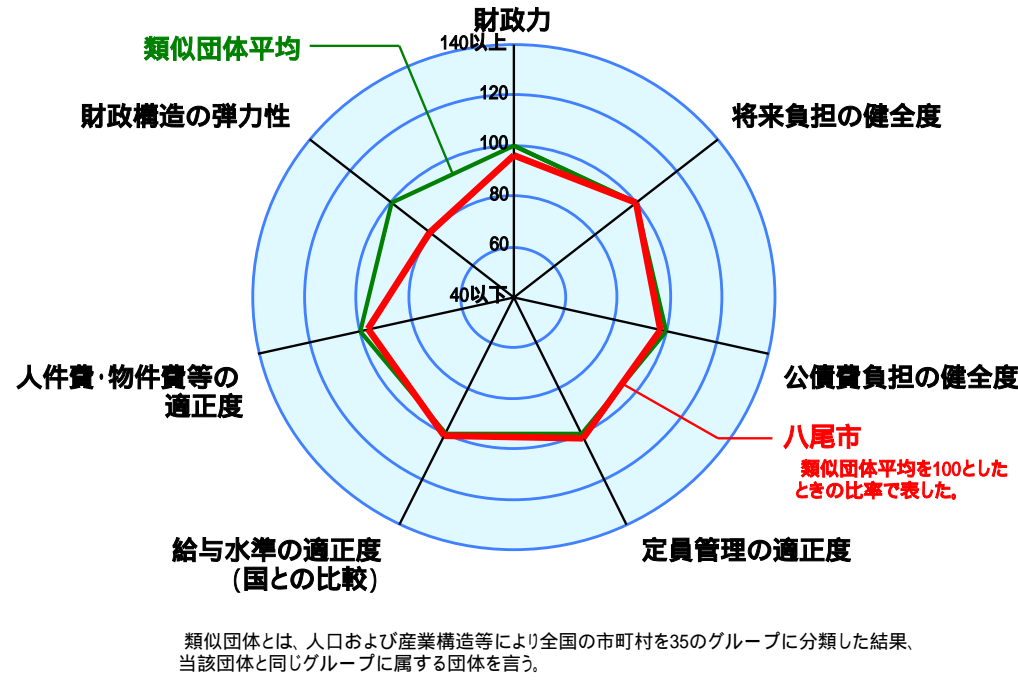 財政力
140以上
類似団体平均
120
財政構造の弾力性
将来負担の健全度
100
80
60
40以下
人件費・物件費等の
適正度
公債費負担の健全度
八尾市
類似団体平均を100とした
ときの比率で表した。
給与水準の適正度
(国との比較)
定員管理の適正度
類似団体とは、人口および産業構造等により全国の市町村を35のグループに分類した結果、
当該団体と同じグループに属する団体を言う。